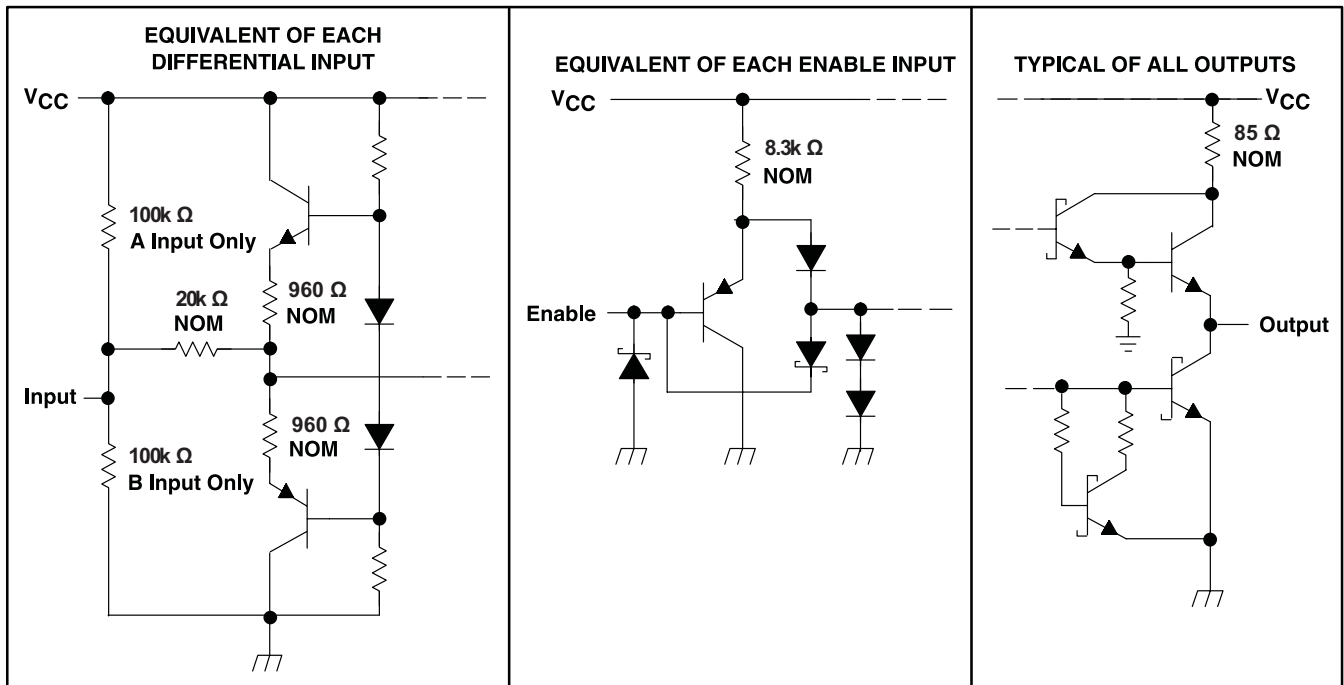 EQUIVALENT OF EACH
DIFFERENTIAL INPUT
VCC
100k Ω
A Input Only
20k Ω
NOM
960 Ω
NOM
Input
960 Ω
NOM
100k Ω
B Input Only
EQUIVALENT OF EACH ENABLE INPUT
VCC
8.3k Ω
NOM
Enable
TYPICAL OF ALL OUTPUTS
VCC
85 Ω
NOM
Output